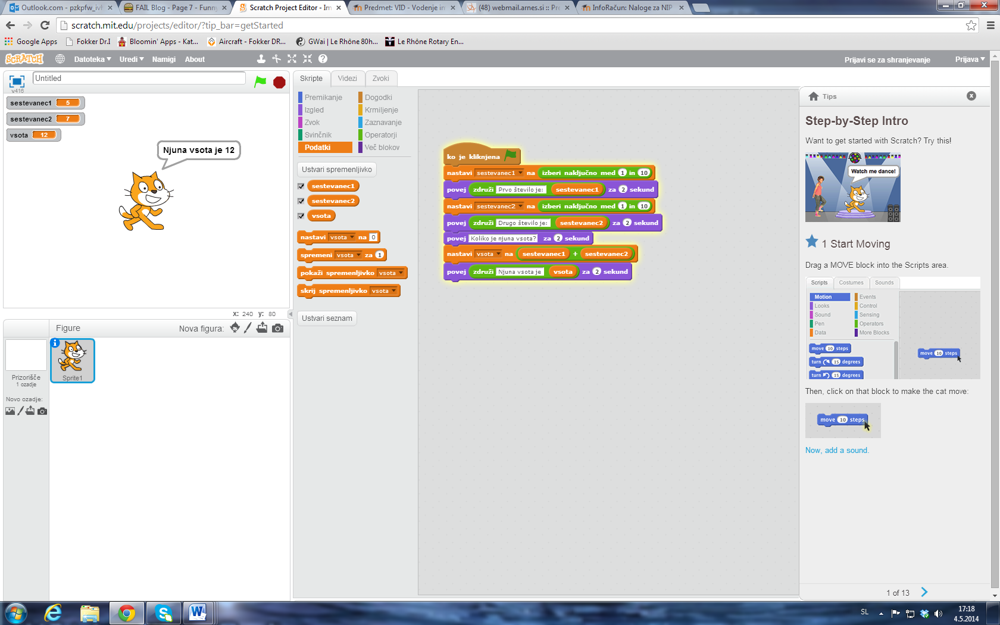 Outlook.com - pzkpfw_ivh
FAIL Blog - Page 7 - Funny
Scratch Project Editor - Im
Predmet: VID - Vodenje in
(48) webmail.arnes.si :: Pre
InfoRačun: Naloge za NIP
scratch.mit.edu/projects/editor/?tip_bar=getStarted
Google Apps
Fokker Dr.I
Bloomin' Apps - Kat...
Aircraft - Fokker DR...
GWai | Le Rhône 80h...
Le Rhône Rotary En...
SCRATCH
Datoteka
Uredi
Namigi
About
Prijavi se za shranjevanje
Prijava
v416
Untitled
sestevanec1 5
sestevanec2 7
vsota 12
Njuna vsota je 12
x: 240 y: 80
Figure
Nova figura:
Sprite1
Prizorišče
1 ozadje
Novo ozadje:
Skripte
Videzi
Zvoki
Premikanje
Dogodki
Izgled
Krmiljenje
Zvok
Zaznavanje
Svinčnik
Operatorji
Podatki
Več blokov
Ustvari spremenljivko
sestevanec1
sestevanec2
vsota
nastavi vsota na 0
spremeni vsota za 1
pokaži spremenljivko vsota
skrij spremenljivko vsota
Ustvari seznam
ko je kliknjena
nastavi sestevanec1 na izberi naključno med 1 in 10
povej združi Prvo število je: sestevanec1 za 2 sekund
nastavi sestevanec2 na izberi naključno med 1 in 10
povej združi Drugo število je: sestevanec2 za 2 sekund
povej Koliko je njuna vsota? za 2 sekund
nastavi vsota na sestevanec1 + sestevanec2
povej združi Njuna vsota je vsota za 2 sekund
Tips
Step-by-Step Intro
Want to get started with Scratch? Try this!
Watch me dance!
1 Start Moving
Drag a MOVE block into the Scripts area.
Scripts
Costumes
Sounds
Motion
Events
Looks
Control
Sound
Sensing
Pen
Operators
Data
More Blocks
move 10 steps
turn 15 degrees
turn 15 degrees
move 10 steps
Then, click on that block to make the cat move:
move 10 steps
Now, add a sound.
1 of 13
SL
17:18
4.5.2014